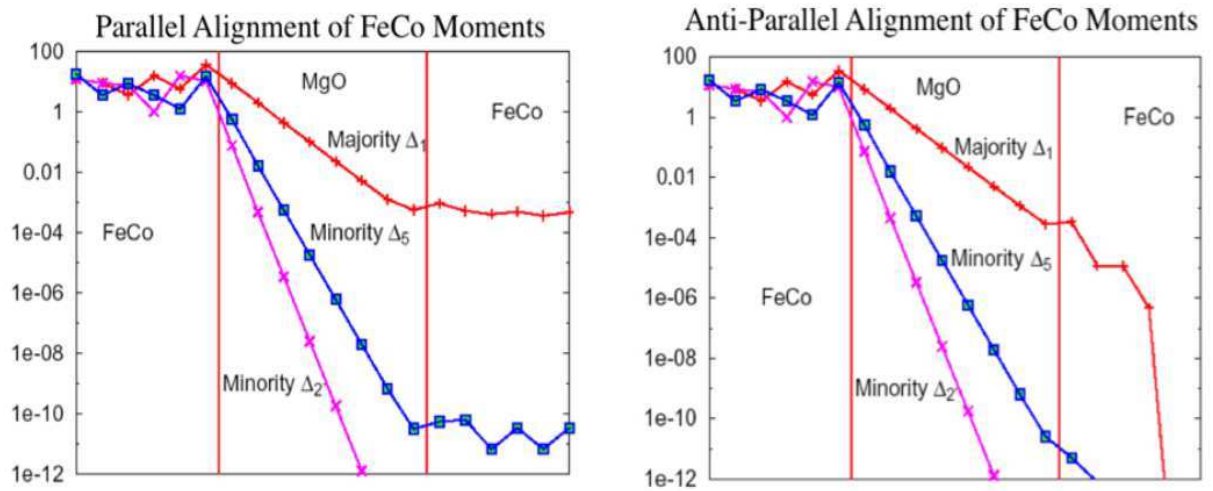 Parallel Alignment of FeCo Moments
100
1
0.01
1e-04
1e-06
1e-08
1e-10
1e-12
MgO
FeCo
Majority Δ₁
FeCo
Minority Δ₅
Minority Δ₂
Anti-Parallel Alignment of FeCo Moments
100
1
0.01
1e-04
1e-06
1e-08
1e-10
1e-12
MgO
FeCo
Majority Δ₁
Minority Δ₅
FeCo
Minority Δ₂